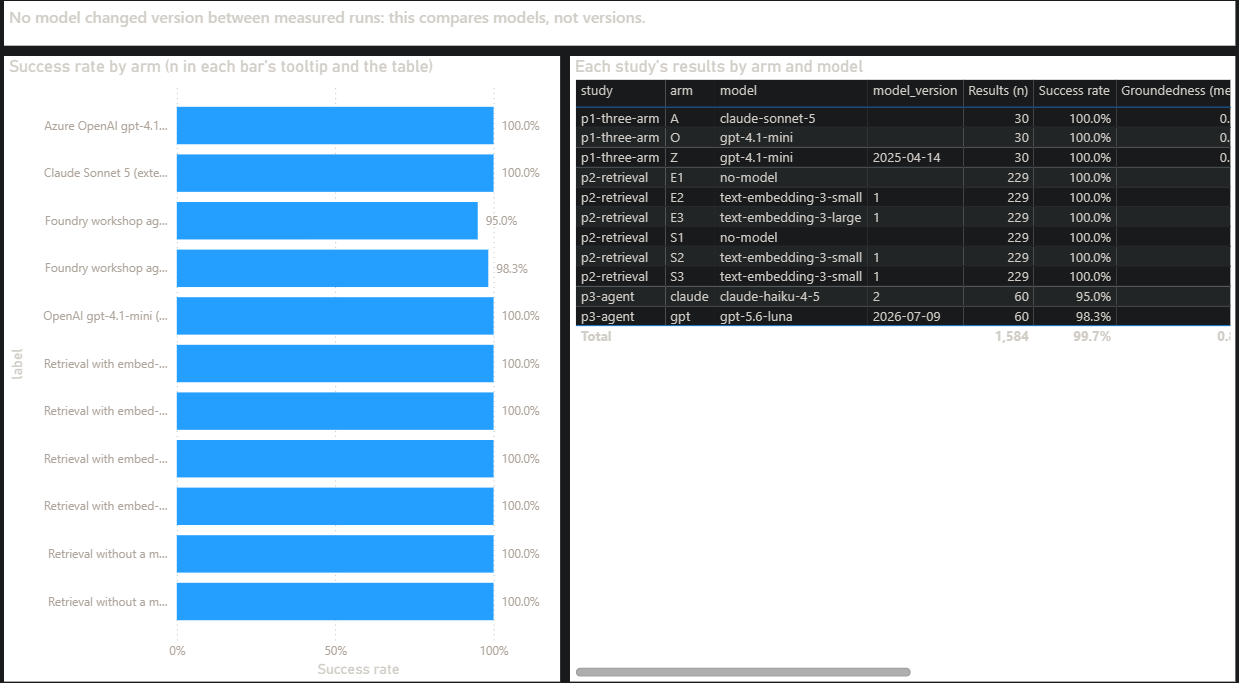 No model changed version between measured runs: this compares models, not versions.
Success rate by arm (n in each bar's tooltip and the table)
label
Azure OpenAI gpt-4.1... 100.0%
Claude Sonnet 5 (exte... 100.0%
Foundry workshop ag... 95.0%
Foundry workshop ag... 98.3%
OpenAI gpt-4.1-mini (... 100.0%
Retrieval with embed-... 100.0%
Retrieval with embed-... 100.0%
Retrieval with embed-... 100.0%
Retrieval with embed-... 100.0%
Retrieval without a m... 100.0%
Retrieval without a m... 100.0%
0% 50% 100%
Success rate
Each study's results by arm and model
study arm model model_version Results (n) Success rate Groundedness (me
p1-three-arm A claude-sonnet-5 30 100.0% 0.
p1-three-arm O gpt-4.1-mini 30 100.0% 0.
p1-three-arm Z gpt-4.1-mini 2025-04-14 30 100.0% 0.
p2-retrieval E1 no-model 229 100.0%
p2-retrieval E2 text-embedding-3-small 1 229 100.0%
p2-retrieval E3 text-embedding-3-large 1 229 100.0%
p2-retrieval S1 no-model 229 100.0%
p2-retrieval S2 text-embedding-3-small 1 229 100.0%
p2-retrieval S3 text-embedding-3-small 1 229 100.0%
p3-agent claude claude-haiku-4-5 2 60 95.0%
p3-agent gpt gpt-5.6-luna 2026-07-09 60 98.3%
Total 1,584 99.7% 0.